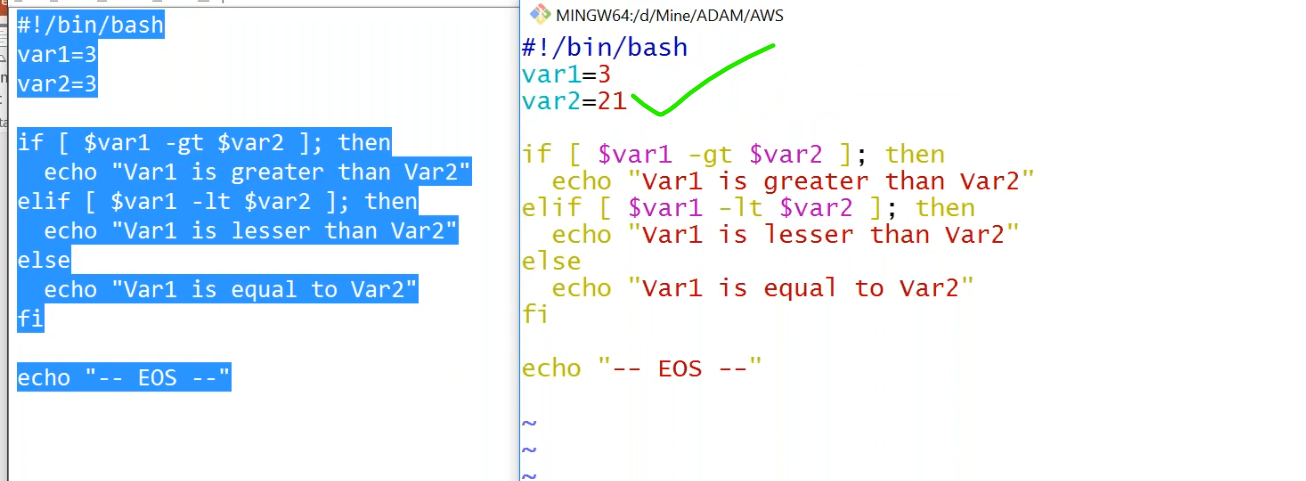 #!/bin/bash
var1=3
var2=3
if [ $var1 -gt $var2 ]; then
  echo "Var1 is greater than Var2"
elif [ $var1 -lt $var2 ]; then
  echo "Var1 is lesser than Var2"
else
  echo "Var1 is equal to Var2"
fi
echo "-- EOS --"
MINGW64:/d/Mine/ADAM/AWS
#!/bin/bash
var1=3
var2=21
if [ $var1 -gt $var2 ]; then
  echo "Var1 is greater than Var2"
elif [ $var1 -lt $var2 ]; then
  echo "Var1 is lesser than Var2"
else
  echo "Var1 is equal to Var2"
fi
echo "-- EOS --"
~
~
~